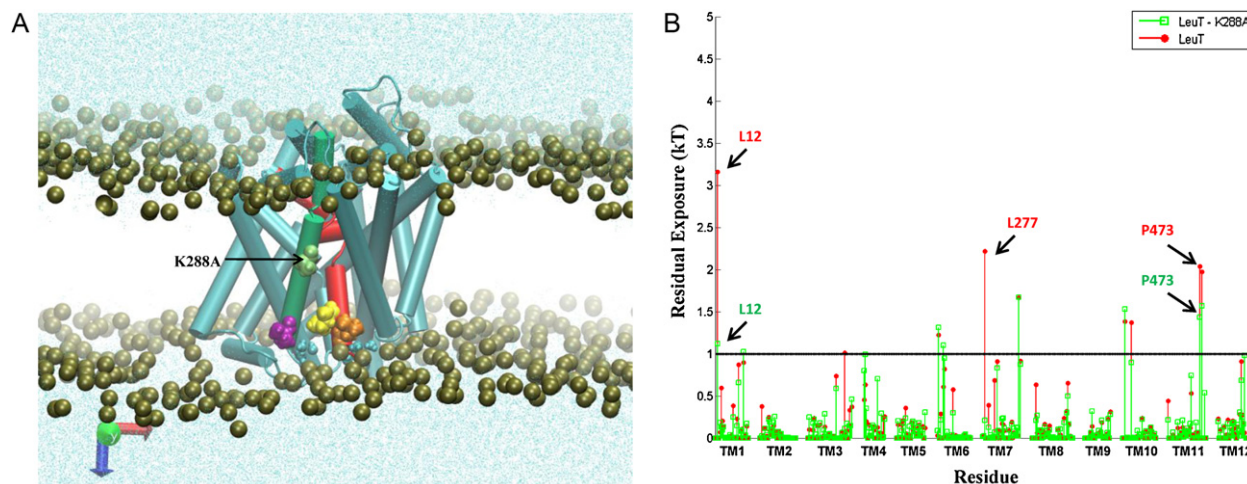 A
K288A
B
LeuT - K288A
LeuT
Residual Exposure (kT)
5
4.5
4
3.5
3
2.5
2
1.5
1
0.5
0
L12
L277
P473
P473
L12
TM1 TM2 TM3 TM4 TM5 TM6 TM7 TM8 TM9 TM10 TM11 TM12
Residue